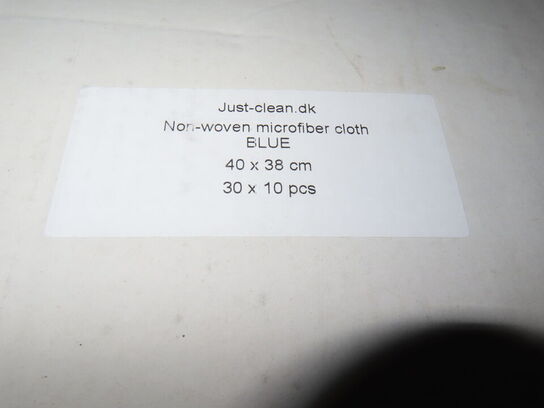 Just-clean.dk
Non-woven microfiber cloth
BLUE
40 x 38 cm
30 x 10 pcs